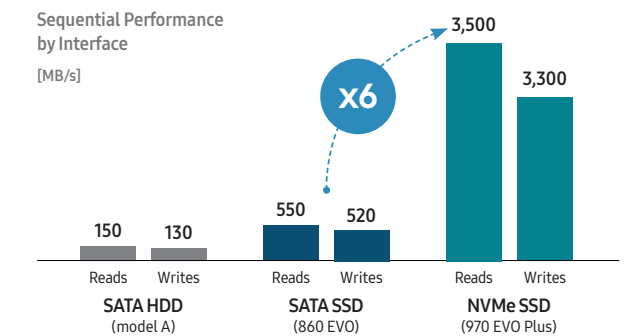 Sequential Performance
by Interface
[MB/s]
x6
3,500
3,300
150
130
550
520
Reads Writes
Reads Writes
Reads Writes
SATA HDD
(model A)
SATA SSD
(860 EVO)
NVMe SSD
(970 EVO Plus)